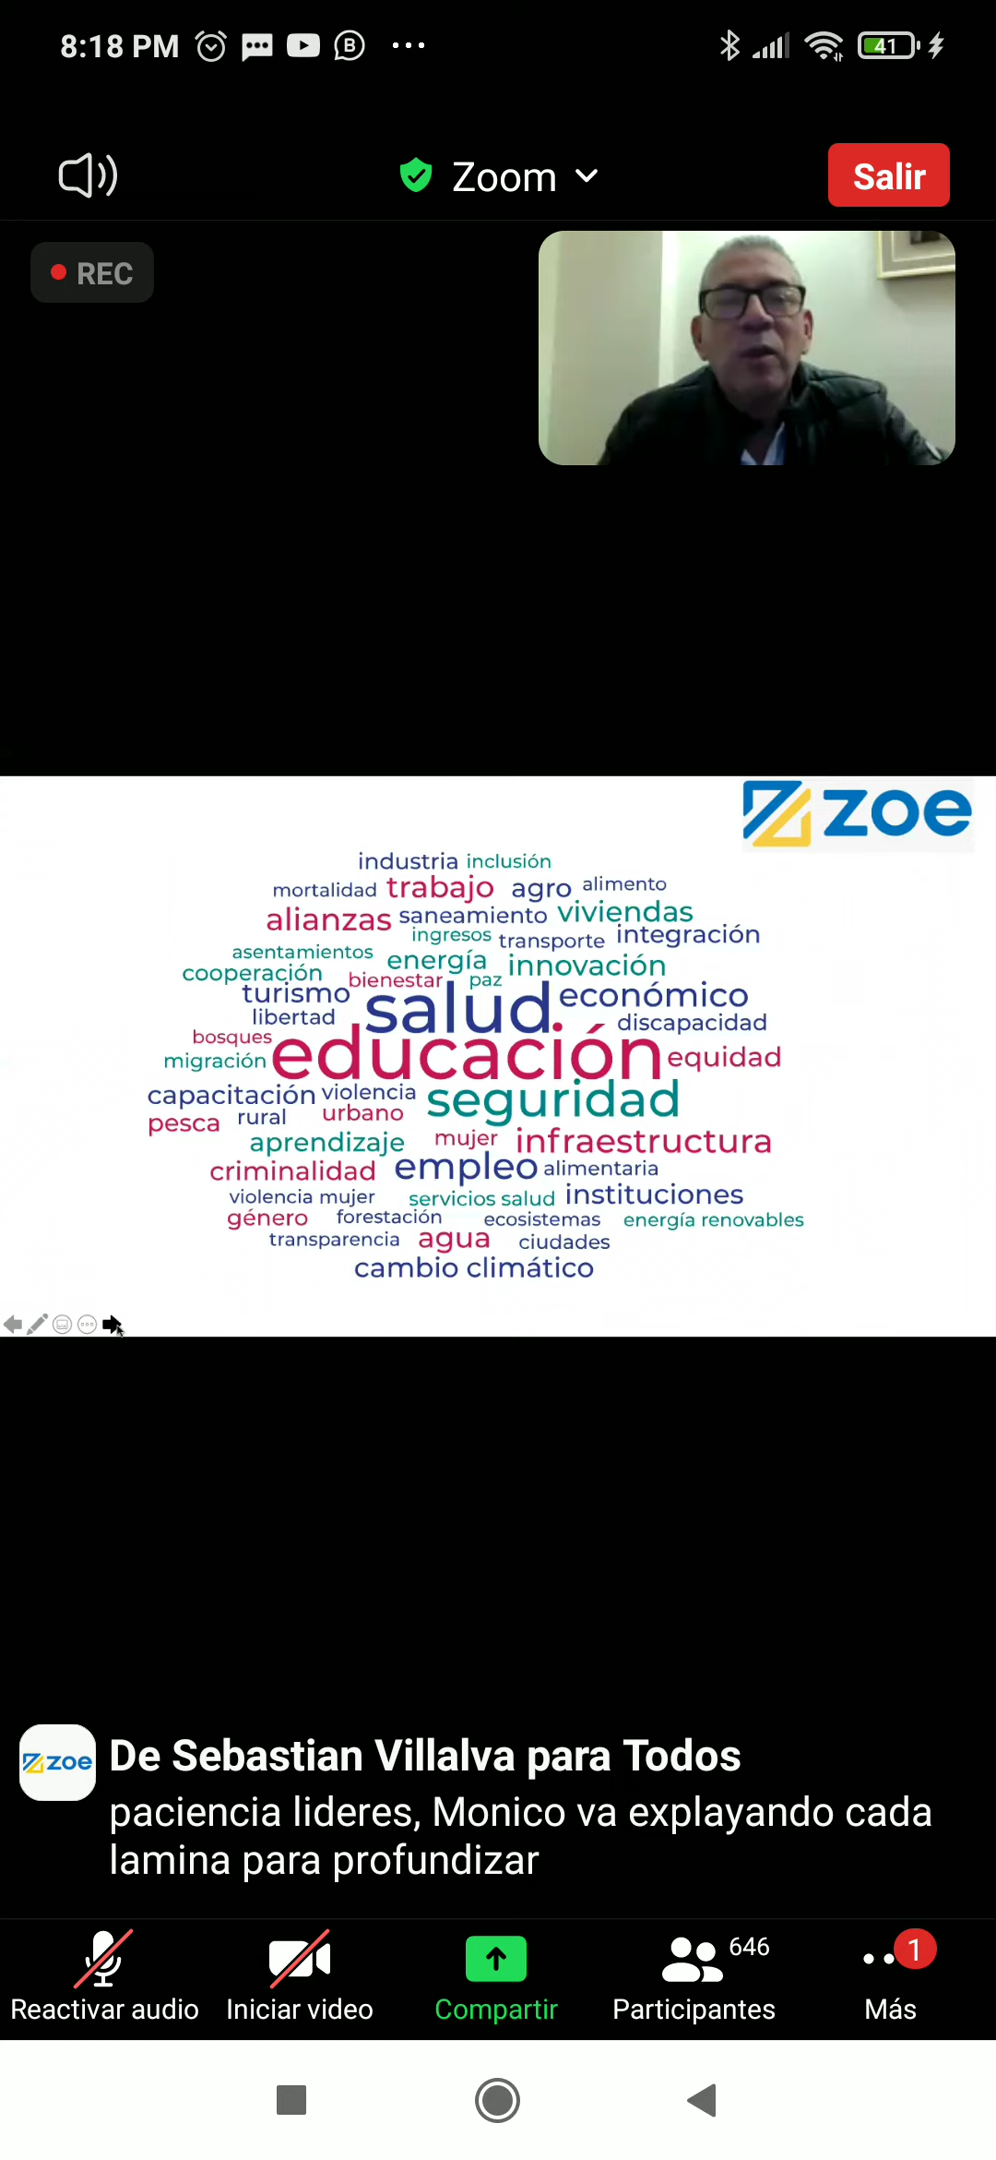 8:18 PM
41
Zoom
Salir
REC
zoe
industria inclusión
mortalidad trabajo agro alimento
alianzas saneamiento viviendas
ingresos transporte integración
asentamientos energía innovación
cooperación bienestar paz
turismo salud económico
libertad discapacidad
bosques educación equidad
migración
capacitación violencia seguridad
pesca rural urbano
aprendizaje mujer infraestructura
criminalidad empleo alimentaria
violencia mujer servicios salud instituciones
género forestación ecosistemas energía renovables
transparencia agua ciudades
cambio climático
zoe
De Sebastian Villalva para Todos
paciencia lideres, Monico va explayando cada
lamina para profundizar
646
1
Reactivar audio Iniciar video Compartir Participantes Más